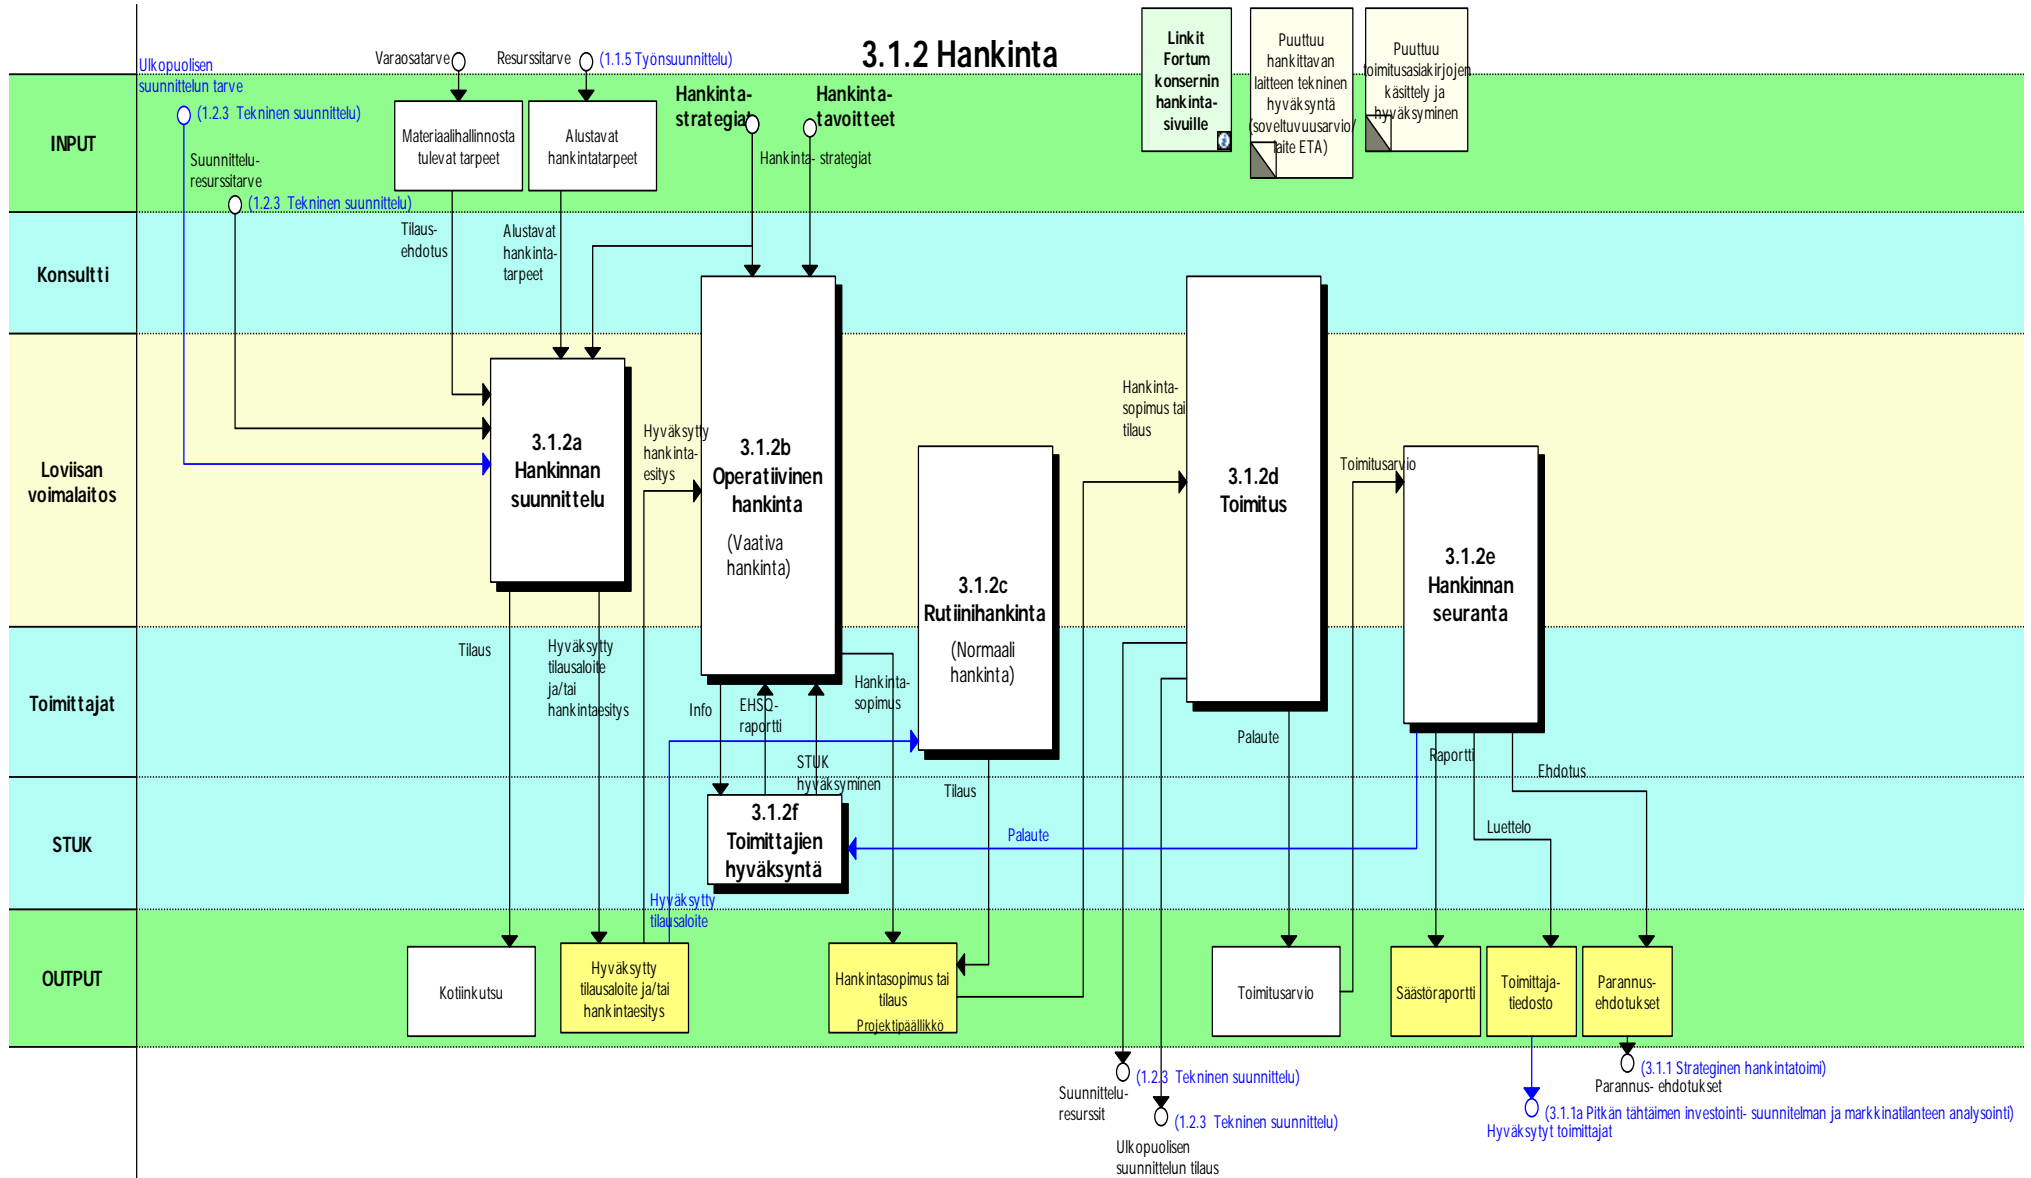 3.1.2 Hankinta
Linkit
Fortum
konsernin
hankinta-
sivuille
Puuttuu
hankittavan
laitteen tekninen
hyväksyntä
(soveltuvuusarvio/
laite ETA)
Puuttuu
toimitusasiakirjojen
käsittely ja
hyväksyminen
Ulkopuolisen
suunnittelun tarve
(1.2.3 Tekninen suunnittelu)
Varaosatarve
Resurssitarve
(1.1.5 Työnsuunnittelu)
INPUT
Suunnittelu-
resurssitarve
(1.2.3 Tekninen suunnittelu)
Materiaalihallinnosta
tulevat tarpeet
Alustavat
hankintatarpeet
Hankinta-
strategiat
Hankinta-
tavoitteet
Hankinta- strategiat
Konsultti
Tilaus-
ehdotus
Alustavat
hankinta-
tarpeet
Loviisan
voimalaitos
3.1.2a
Hankinnan
suunnittelu
Hyväksytty
hankinta-
esitys
3.1.2b
Operatiivinen
hankinta
(Vaativa
hankinta)
3.1.2c
Rutiinihankinta
(Normaali
hankinta)
Hankinta-
sopimus tai
tilaus
3.1.2d
Toimitus
Toimitusarvio
3.1.2e
Hankinnan
seuranta
Toimittajat
Tilaus
Hyväksytty
tilausaloite
ja/tai
hankintaesitys
Info
EHSQ-
raportti
STUK
hyväksyminen
Hankinta-
sopimus
Tilaus
Palaute
Raportti
Ehdotus
STUK
3.1.2f
Toimittajien
hyväksyntä
Palaute
Luettelo
Hyväksytty
tilausaloite
OUTPUT
Kotiinkutsu
Hyväksytty
tilausaloite ja/tai
hankintaesitys
Hankintasopimus tai
tilaus
Projektipäällikkö
Toimitusarvio
Säästöraportti
Toimittaja-
tiedosto
Parannus-
ehdotukset
(1.2.3 Tekninen suunnittelu)
Suunnittelu-
resurssit
(1.2.3 Tekninen suunnittelu)
Ulkopuolisen
suunnittelun tilaus
(3.1.1 Strateginen hankintatoimi)
Parannus- ehdotukset
(3.1.1a Pitkän tähtäimen investointi- suunnitelman ja markkinatilanteen analysointi)
Hyväksytyt toimittajat